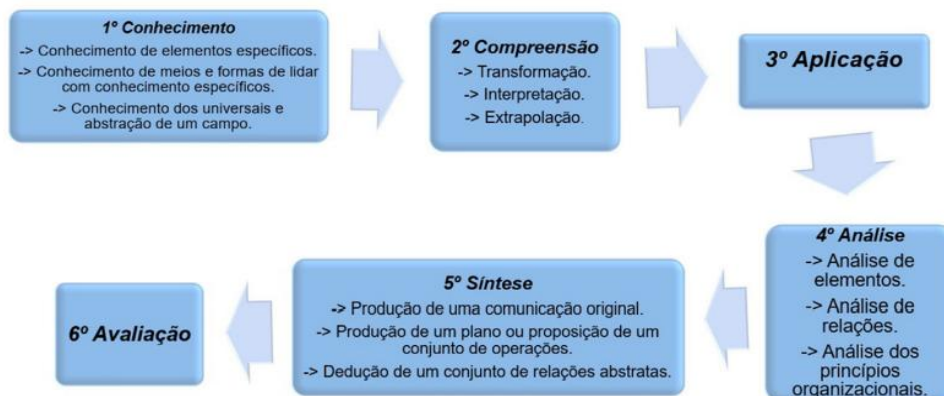 1º Conhecimento
-> Conhecimento de elementos específicos.
-> Conhecimento de meios e formas de lidar
com conhecimento específicos.
-> Conhecimento dos universais e
abstração de um campo.
2º Compreensão
-> Transformação.
-> Interpretação.
-> Extrapolação.
3º Aplicação
4º Análise
-> Análise de
elementos.
-> Análise de
relações.
-> Análise dos
princípios
organizacionais.
5º Síntese
-> Produção de uma comunicação original.
-> Produção de um plano ou proposição de um
conjunto de operações.
-> Dedução de um conjunto de relações abstratas.
6º Avaliação